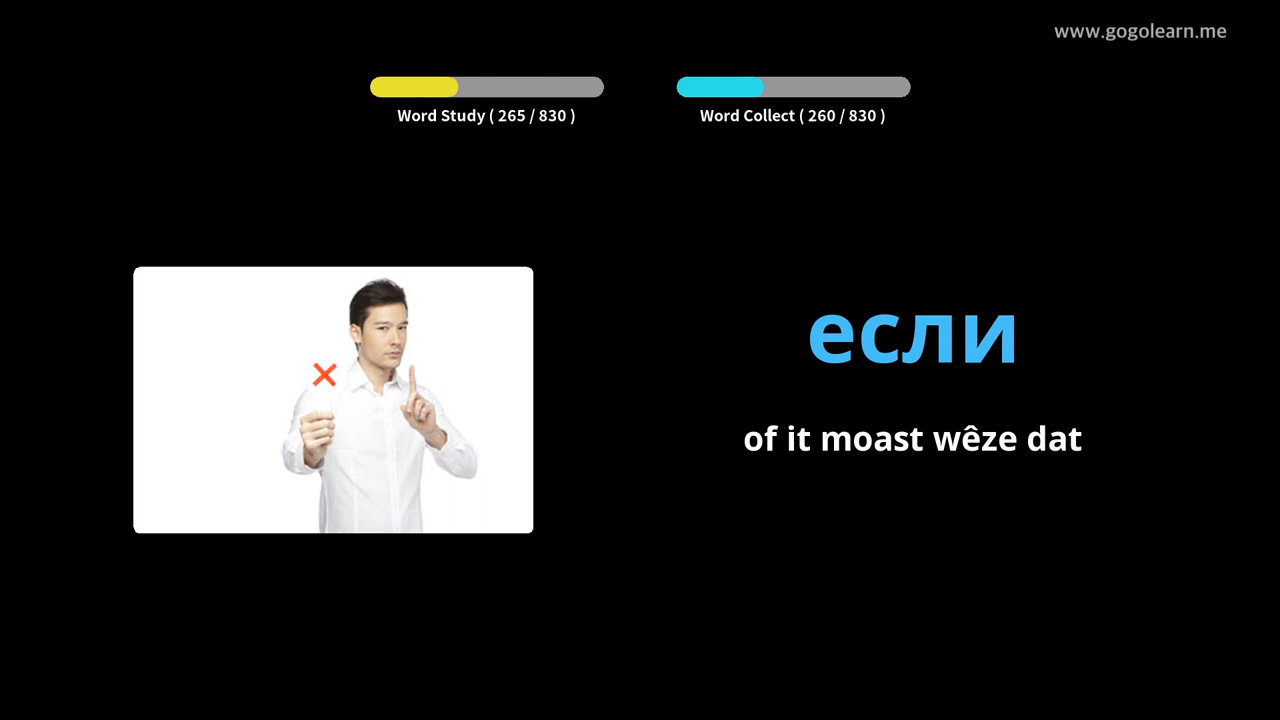 www.gogolearn.me
Word Study ( 265 / 830 )
Word Collect ( 260 / 830 )
если
of it moast wêze dat